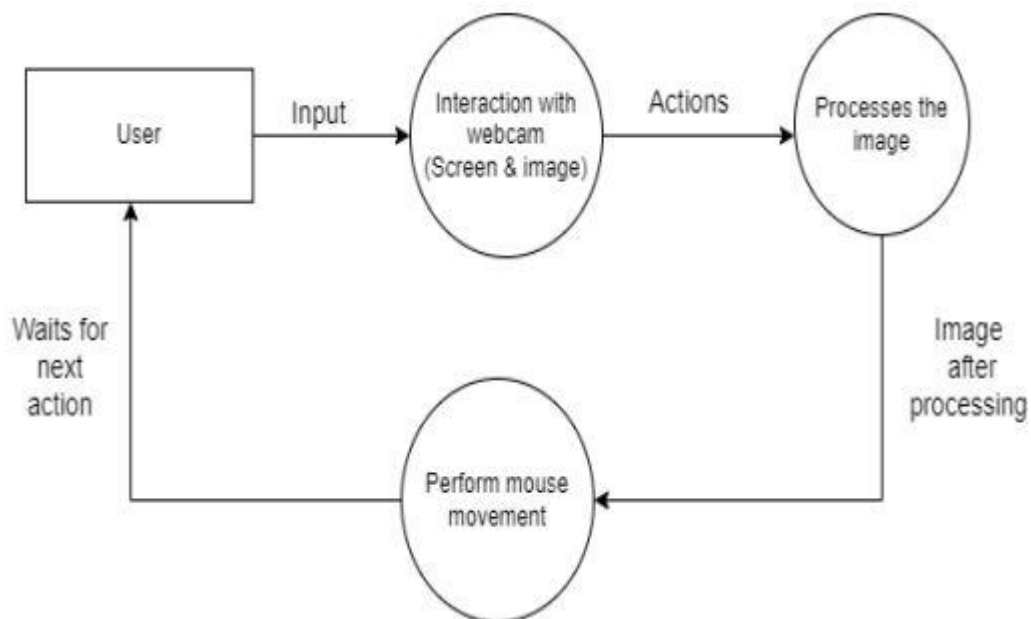 User
Input
Interaction with
webcam
(Screen & image)
Actions
Processes the
image
Image
after
processing
Perform mouse
movement
Waits for
next
action